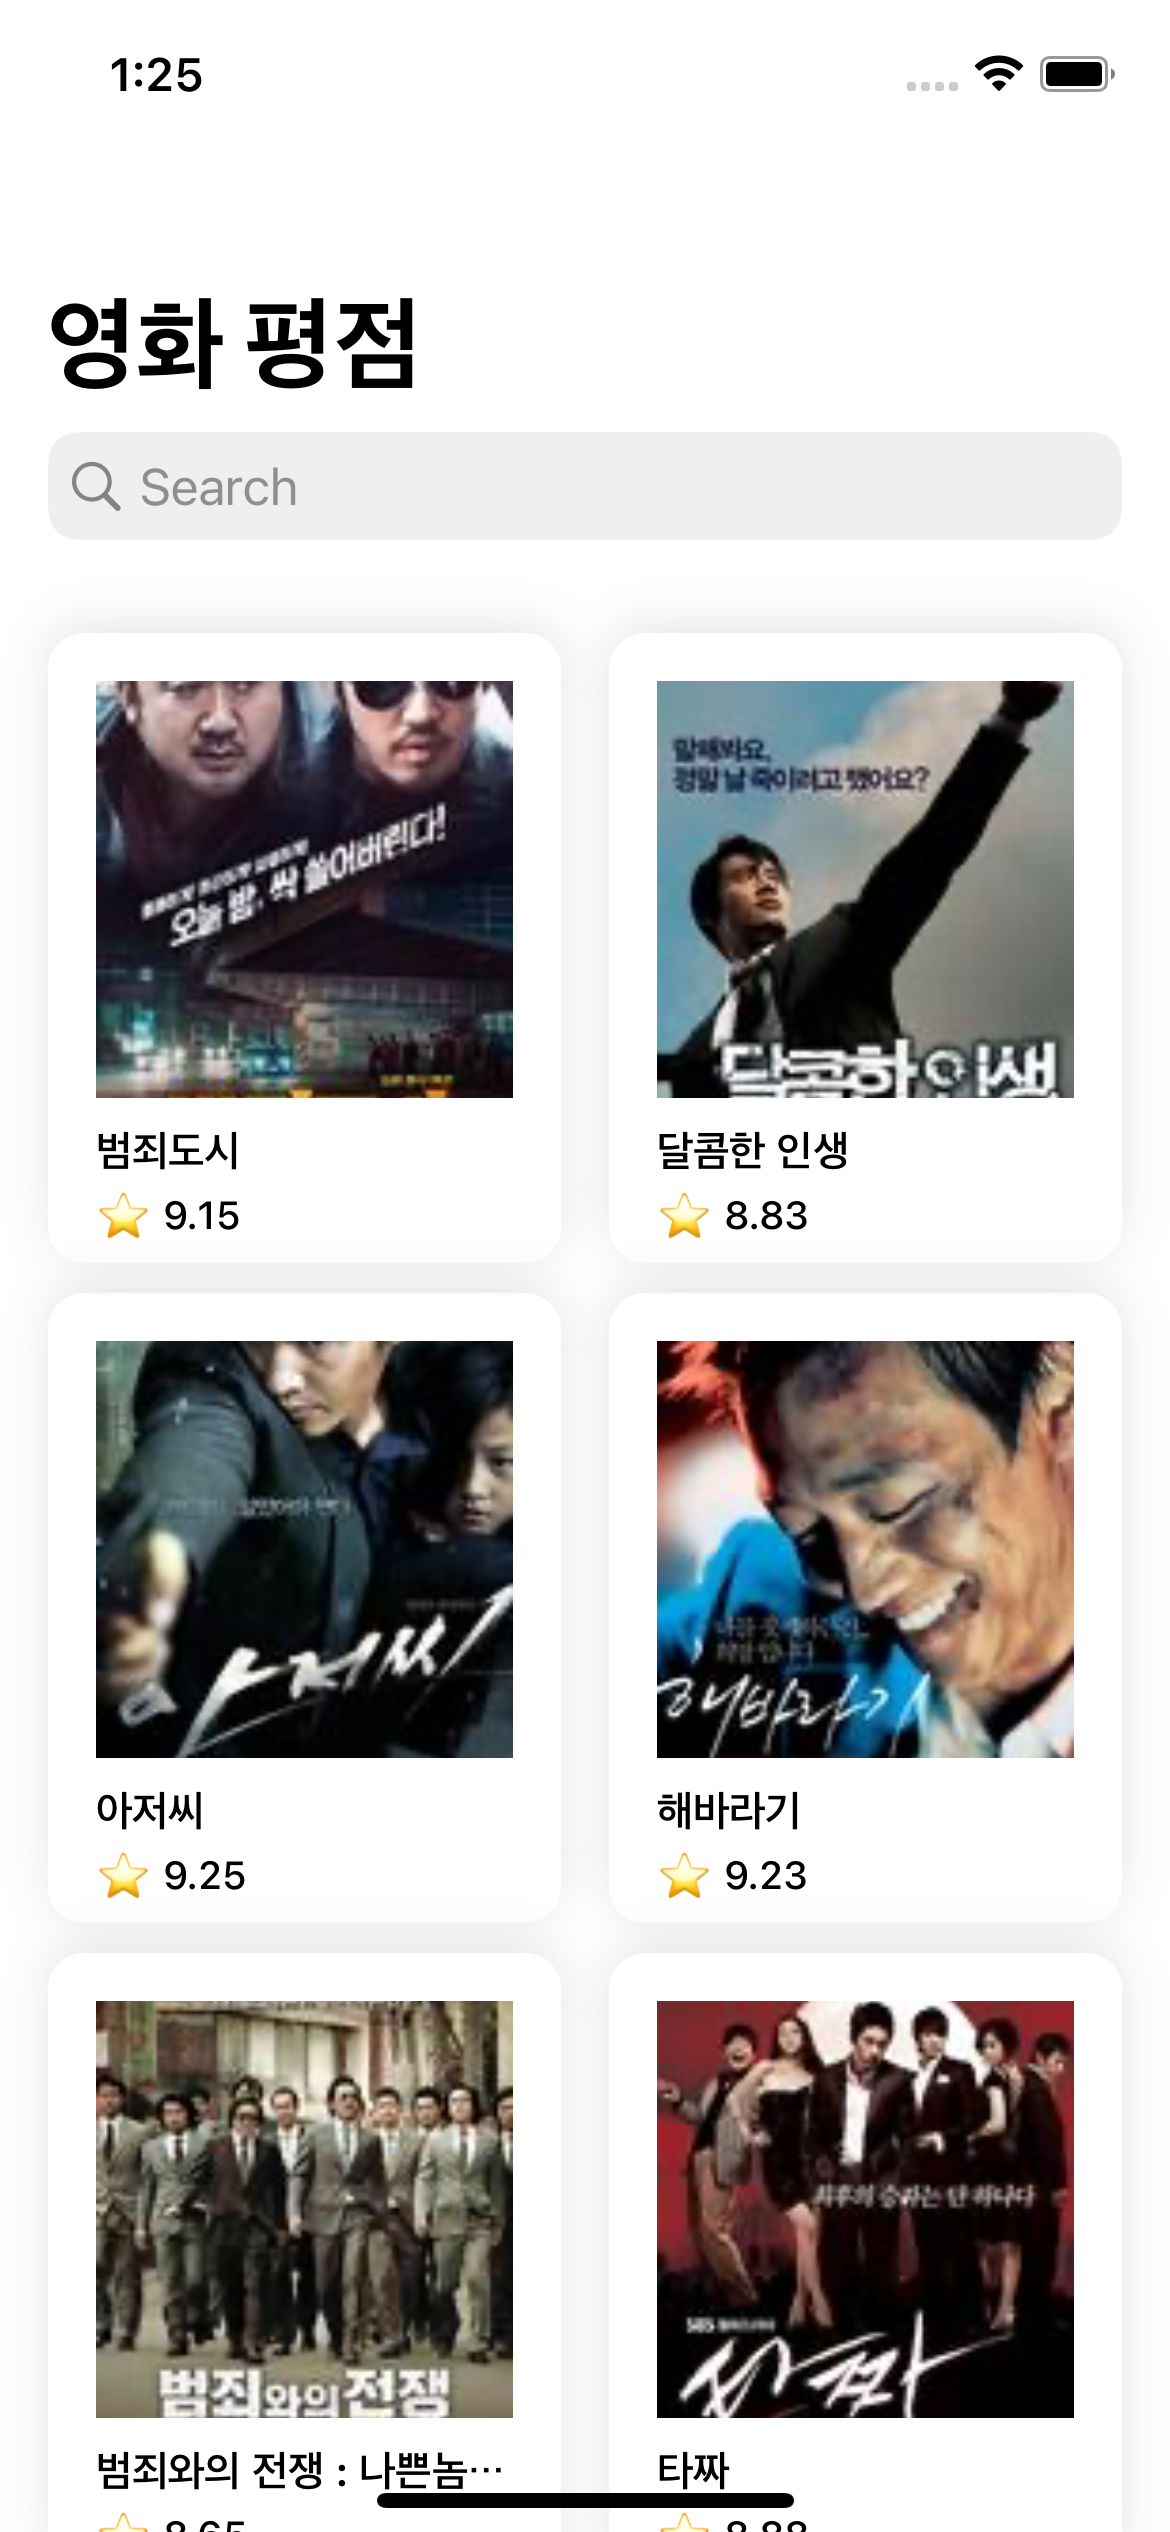 1:25
영화 평점
Search
말해봐요,
정말 날 죽이려고 했어요?
오늘 밤, 싹 쓸어버린다!
달콤한 인생
범죄도시
달콤한 인생
9.15
8.83
아저씨
해바라기
아저씨
해바라기
9.25
9.23
최후의 승자는 단 하나다
SBS
범죄와의 전쟁
타짜
범죄와의 전쟁 : 나쁜놈…
타짜
8.65
8.88